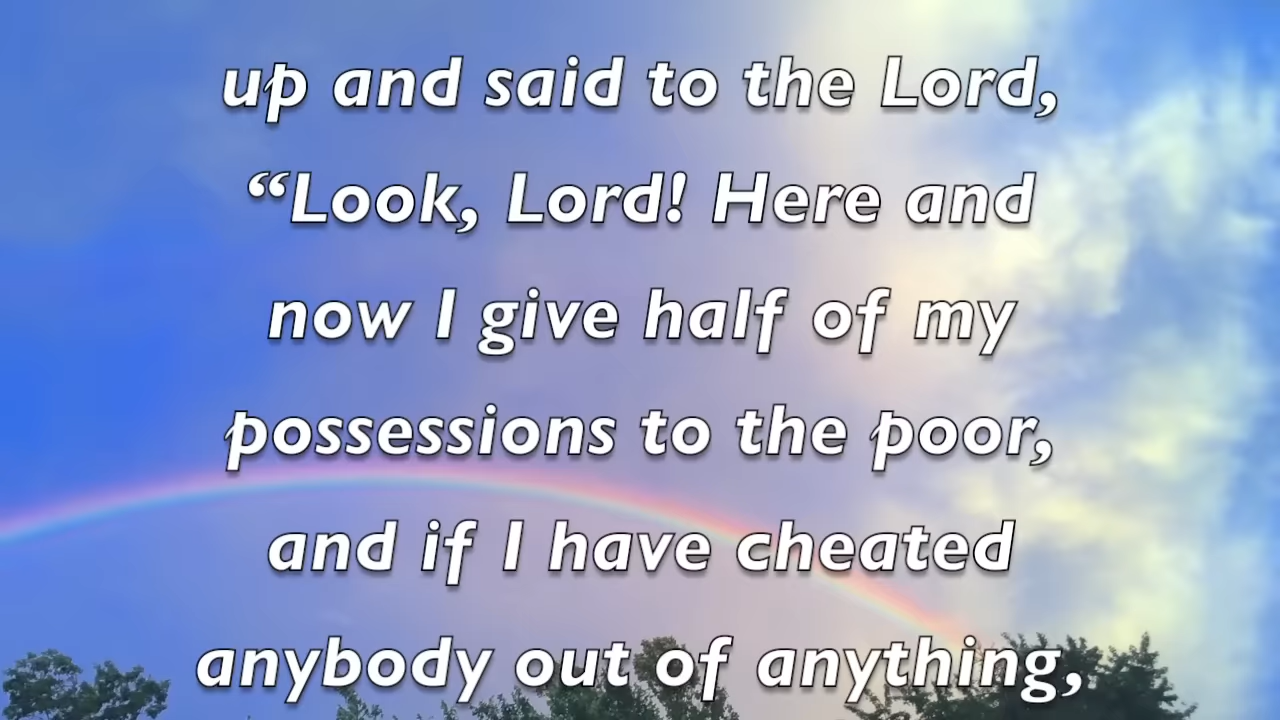 up and said to the Lord,
“Look, Lord! Here and
now I give half of my
possessions to the poor,
and if I have cheated
anybody out of anything,